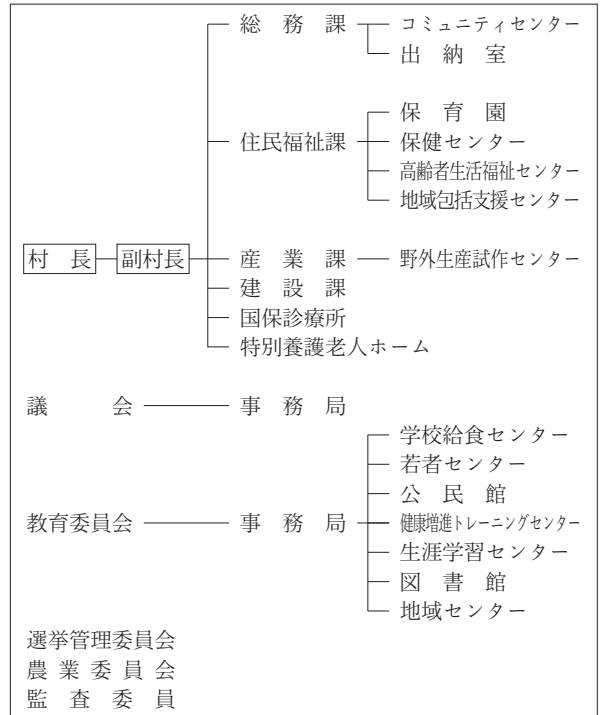 総務課 コミュニティセンター
出納室
保育園
住民福祉課 保健センター
高齢者生活福祉センター
地域包括支援センター
村長 副村長 産業課 野外生産試作センター
建設課
国保診療所
特別養護老人ホーム
議会 事務局
学校給食センター
若者センター
公民館
教育委員会 事務局 健康増進トレーニングセンター
生涯学習センター
図書館
地域センター
選挙管理委員会
農業委員会
監査委員